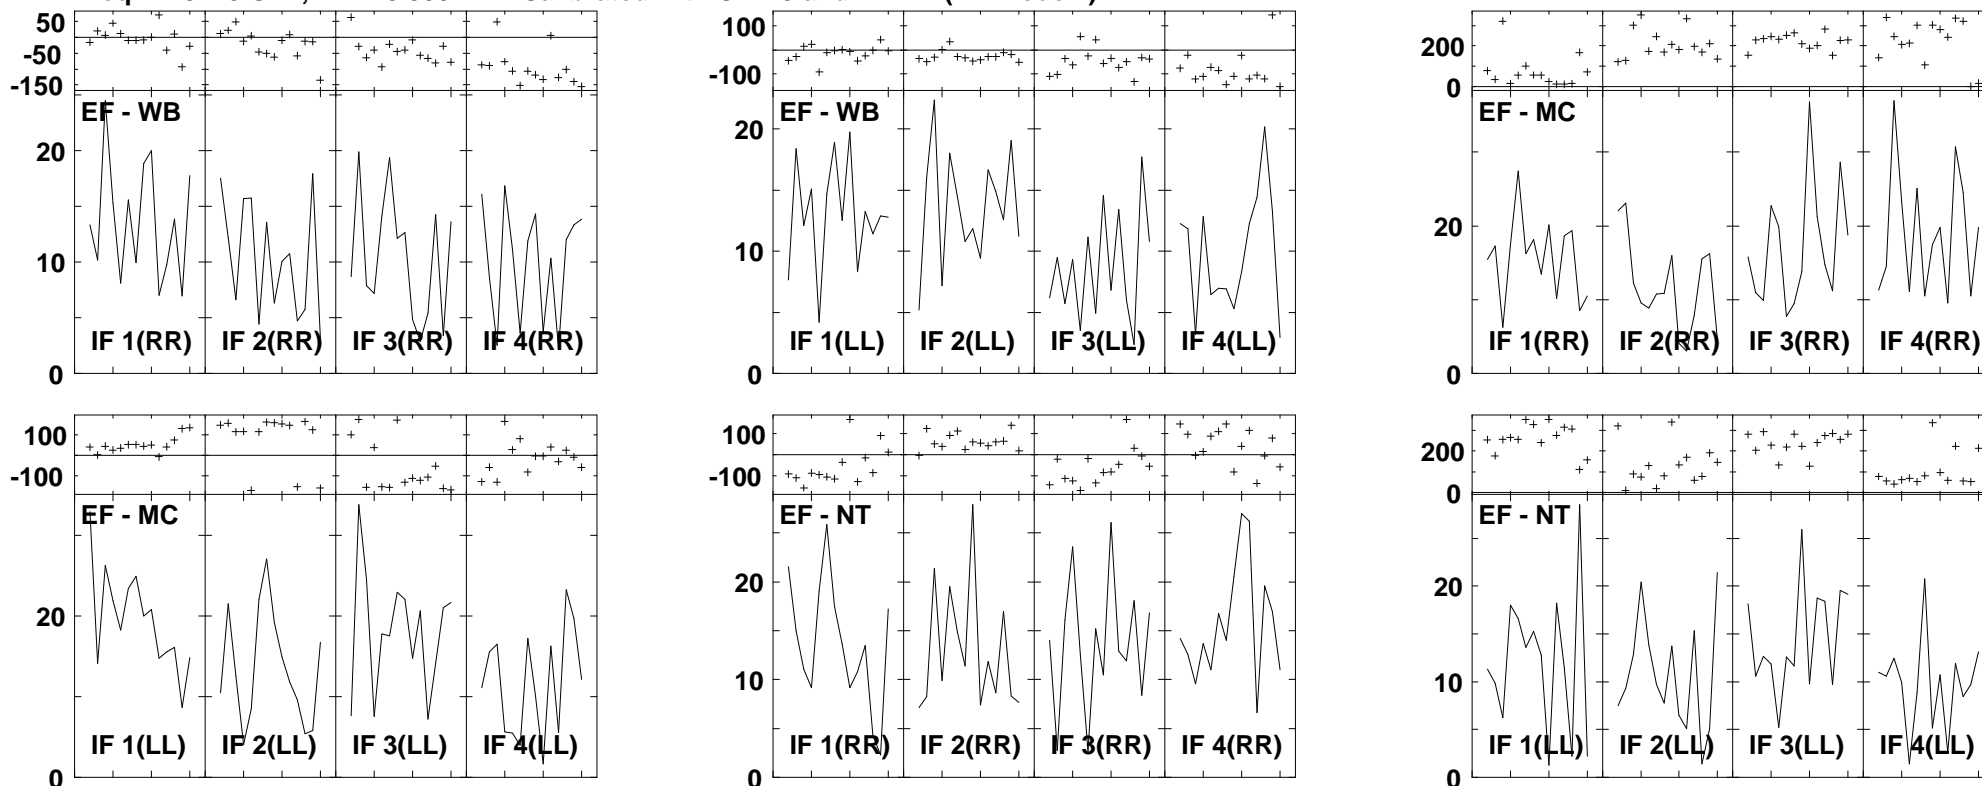 50
-50
-150
EF - WB
20
10
0
IF 1(RR) IF 2(RR) IF 3(RR) IF 4(RR)
100
-100
EF - WB
20
10
0
IF 1(LL) IF 2(LL) IF 3(LL) IF 4(LL)
200
0
EF - MC
20
0
IF 1(RR) IF 2(RR) IF 3(RR) IF 4(RR)
100
-100
EF - MC
20
0
IF 1(LL) IF 2(LL) IF 3(LL) IF 4(LL)
100
-100
EF - NT
20
10
0
IF 1(RR) IF 2(RR) IF 3(RR) IF 4(RR)
200
0
EF - NT
20
10
0
IF 1(LL) IF 2(LL) IF 3(LL) IF 4(LL)